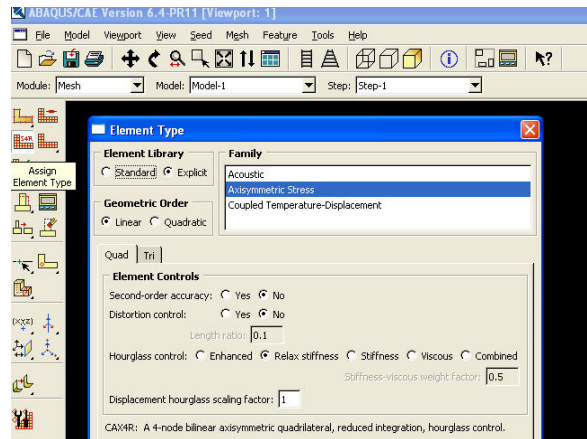 ABAQUS/CAE Version 6.4-PR11 [Viewport: 1]
File Model Viewport View Seed Mesh Feature Tools Help
Module: Mesh Model: Model-1 Step: Step-1
Element Type
S4R
Assign
Element Type
Element Library Family
Standard Explicit
Acoustic
Axisymmetric Stress
Coupled Temperature-Displacement
Geometric Order
Linear Quadratic
Quad Tri
Element Controls
Second-order accuracy: Yes No
Distortion control: Yes No
Length ratio: 0.1
Hourglass control: Enhanced Relax stiffness Stiffness Viscous Combined
Stiffness-viscous weight factor: 0.5
Displacement hourglass scaling factor: 1
(XYZ)
CAX4R: A 4-node bilinear axisymmetric quadrilateral, reduced integration, hourglass control.